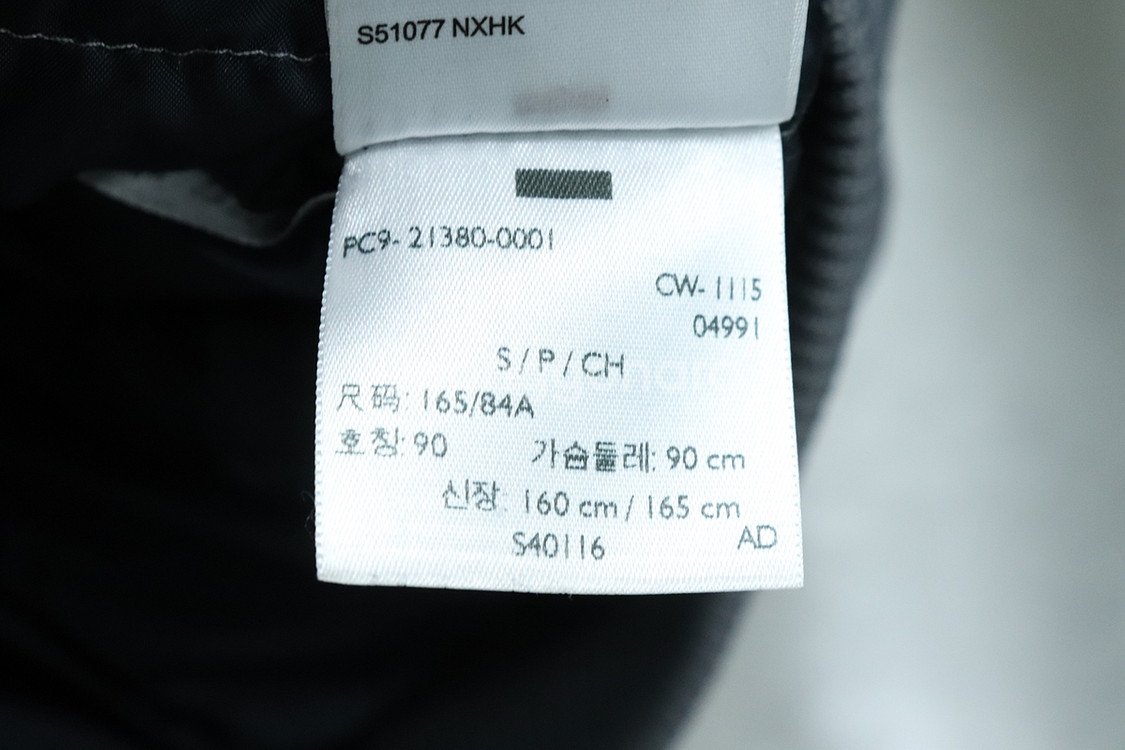 S51077 NXHK
PC9- 21380-0001
CW- 1115
04991
S / P / CH
尺码: 165/84A
호칭: 90 가슴둘레: 90 cm
신장: 160 cm / 165 cm
S40116 AD